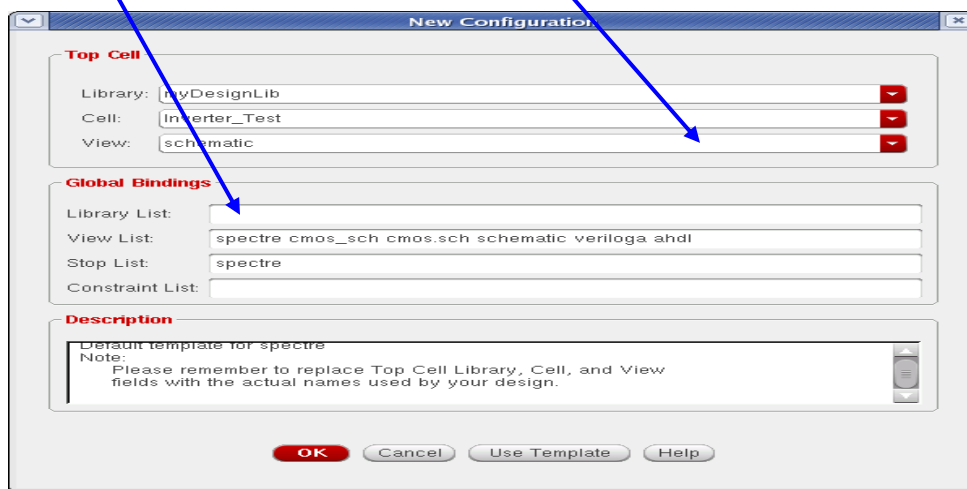 New Configuration
Top Cell
Library: myDesignLib
Cell: Inverter_Test
View: schematic
Global Bindings
Library List:
View List: spectre cmos_sch cmos.sch schematic veriloga ahdl
Stop List: spectre
Constraint List:
Description
Default template for spectre
Note:
Please remember to replace Top Cell Library, Cell, and View
fields with the actual names used by your design.
OK Cancel Use Template Help